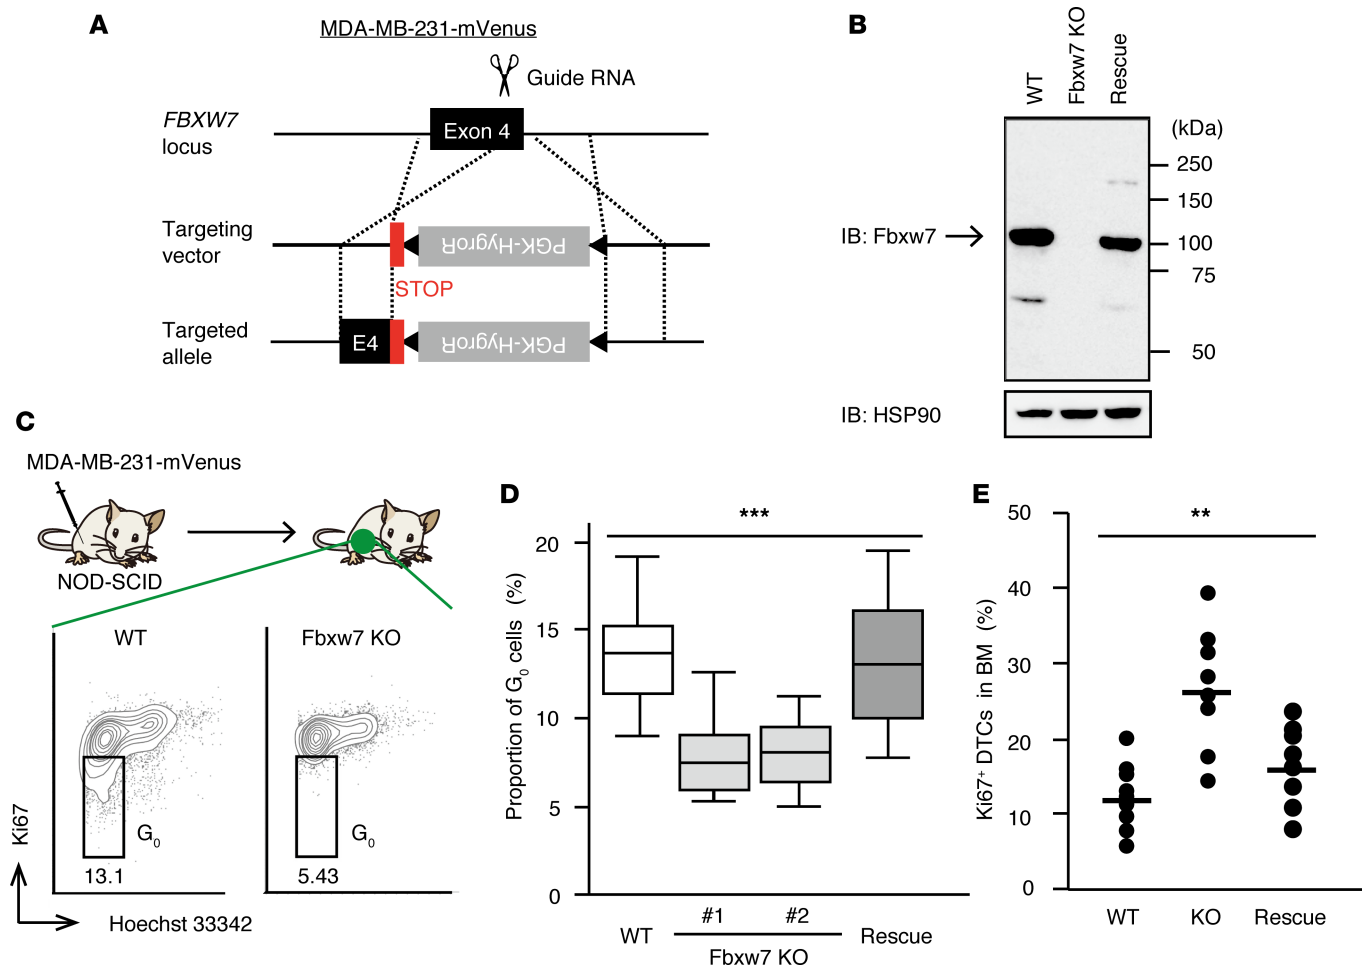 A
MDA-MB-231-mVenus
Guide RNA
FBXW7
locus
Exon 4
Targeting
vector
PGK-HygroR
STOP
Targeted
allele
E4
PGK-HygroR
B
WT
Fbxw7 KO
Rescue
(kDa)
250
150
IB: Fbxw7
100
75
50
IB: HSP90
C
MDA-MB-231-mVenus
NOD-SCID
WT
Fbxw7 KO
Ki67
G0
13.1
G0
5.43
Hoechst 33342
D
***
Proportion of G0 cells (%)
20
15
10
5
0
WT
#1
#2
Fbxw7 KO
Rescue
E
**
Ki67+ DTCs in BM (%)
50
40
30
20
10
0
WT
KO
Rescue